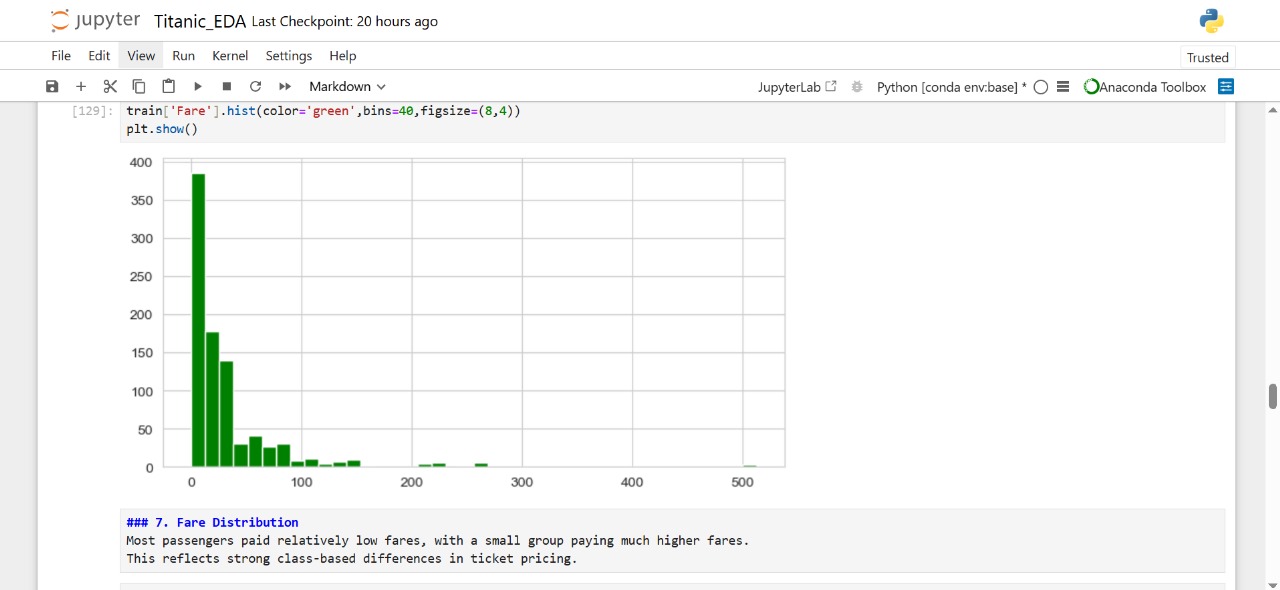 jupyter Titanic_EDA Last Checkpoint: 20 hours ago
File Edit View Run Kernel Settings Help
Trusted
Markdown
JupyterLab
Python [conda env:base] *
Anaconda Toolbox
[129]: train['Fare'].hist(color='green',bins=40,figsize=(8,4))
plt.show()
400
350
300
250
200
150
100
50
0
0 100 200 300 400 500
### 7. Fare Distribution
Most passengers paid relatively low fares, with a small group paying much higher fares.
This reflects strong class-based differences in ticket pricing.